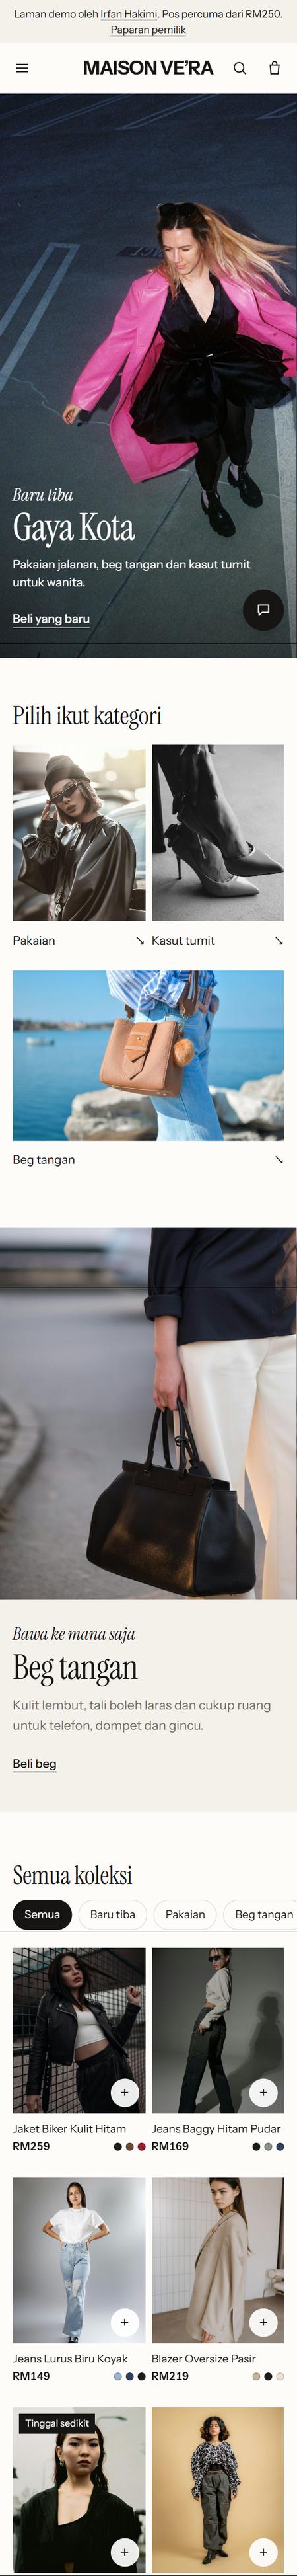 Laman demo oleh Irfan Hakimi. Pos percuma dari RM250.
Paparan pemilik
MAISON VE'RA
Baru tiba
Gaya Kota
Pakaian jalanan, beg tangan dan kasut tumit
untuk wanita.
Beli yang baru
Pilih ikut kategori
Pakaian
Kasut tumit
Beg tangan
Bawa ke mana saja
Beg tangan
Kulit lembut, tali boleh laras dan cukup ruang
untuk telefon, dompet dan gincu.
Beli beg
Semua koleksi
Semua Baru tiba Pakaian Beg tangan
Jaket Biker Kulit Hitam
RM259
Jeans Baggy Hitam Pudar
RM169
Jeans Lurus Biru Koyak
RM149
Blazer Oversize Pasir
RM219
Tinggal sedikit